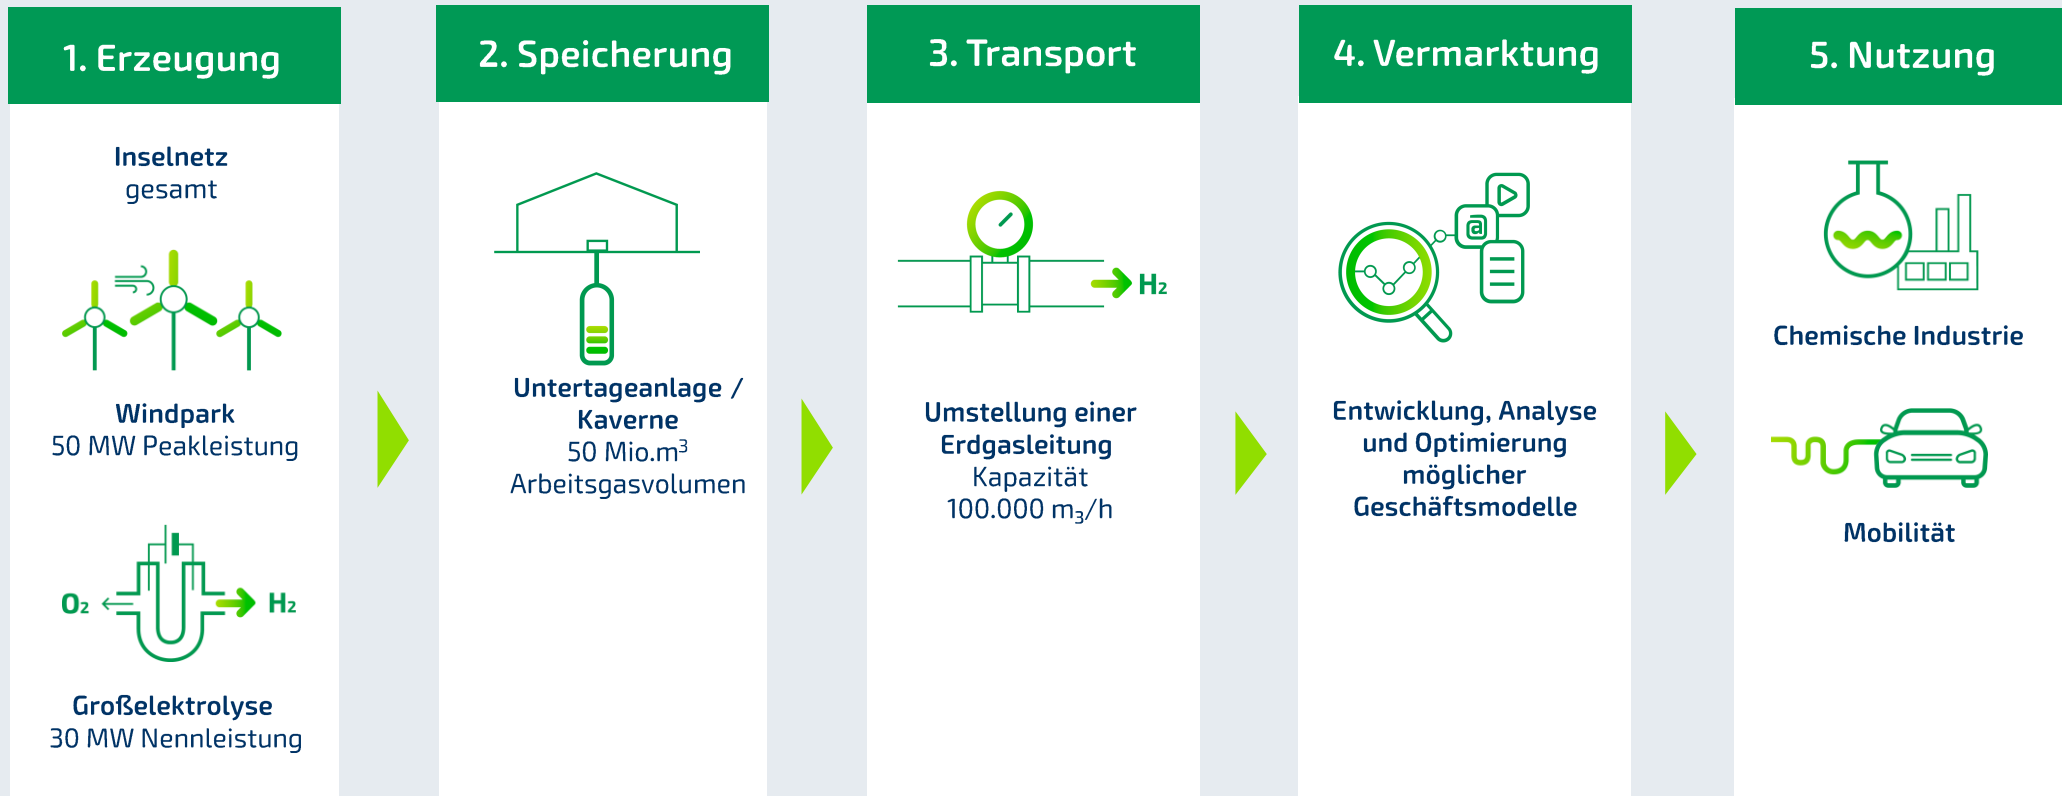 1. Erzeugung
Inselnetz
gesamt
Windpark
50 MW Peakleistung
O₂
H₂
Großelektrolyse
30 MW Nennleistung
2. Speicherung
Untertageanlage /
Kaverne
50 Mio.m³
Arbeitsgasvolumen
3. Transport
H₂
Umstellung einer
Erdgasleitung
Kapazität
100.000 m₃/h
4. Vermarktung
@
Entwicklung, Analyse
und Optimierung
möglicher
Geschäftsmodelle
5. Nutzung
Chemische Industrie
Mobilität